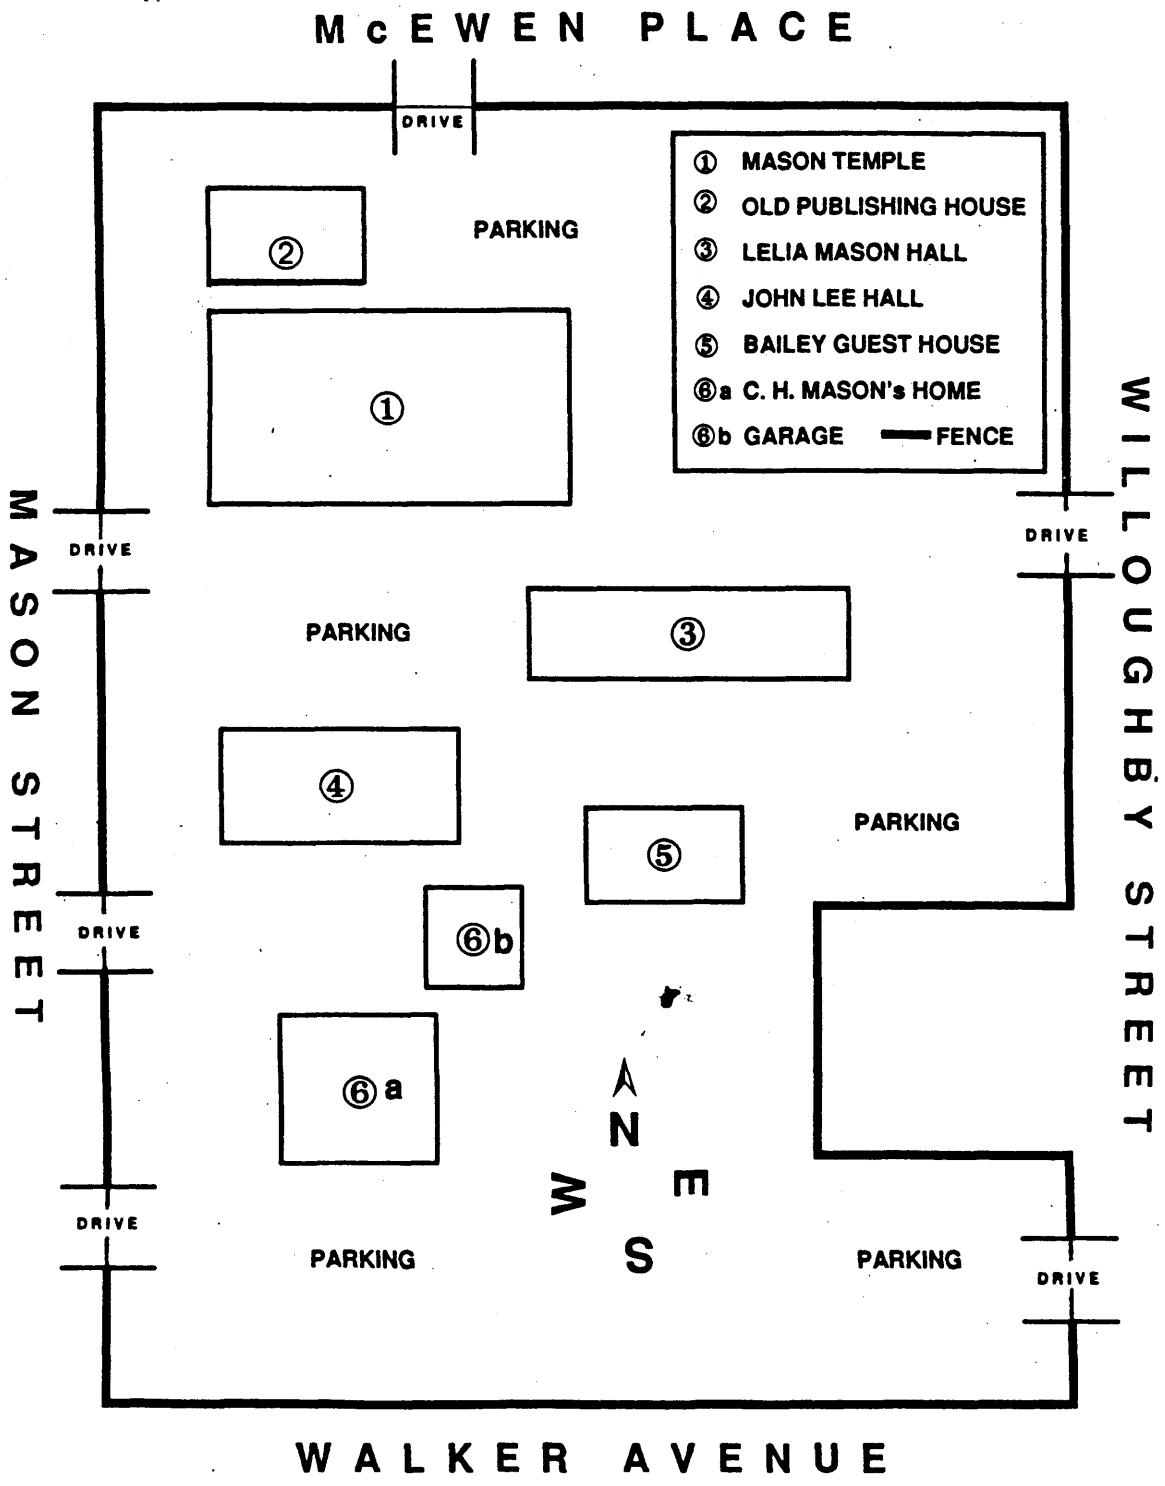 McEWEN PLACE
DRIVE
① MASON TEMPLE
② OLD PUBLISHING HOUSE
③ LELIA MASON HALL
④ JOHN LEE HALL
⑤ BAILEY GUEST HOUSE
⑥a C. H. MASON's HOME
⑥b GARAGE FENCE
②
PARKING
①
MASON STREET
WILLOUGHBY STREET
DRIVE
DRIVE
PARKING
③
④
⑤
PARKING
DRIVE
⑥b
⑥a
N
W
E
S
DRIVE
PARKING
PARKING
DRIVE
WALKER AVENUE